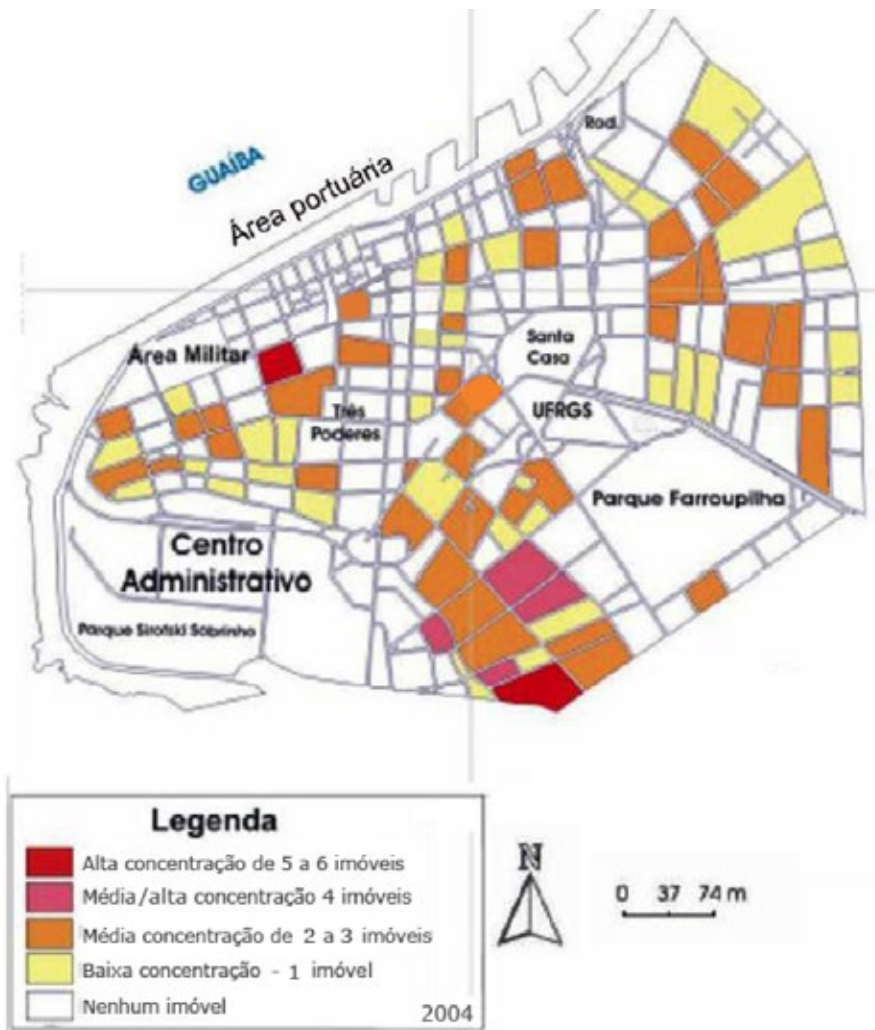 Rod.
GUAÍBA
Área portuária
Santa
Casa
Área Militar
Três
Poderes
UFRGS
Parque Farroupilha
Centro
Administrativo
Parque Sirotski Sobrinho
Legenda
Alta concentração de 5 a 6 imóveis
Média/alta concentração 4 imóveis
Média concentração de 2 a 3 imóveis
Baixa concentração - 1 imóvel
Nenhum imóvel
2004
N
0 37 74 m